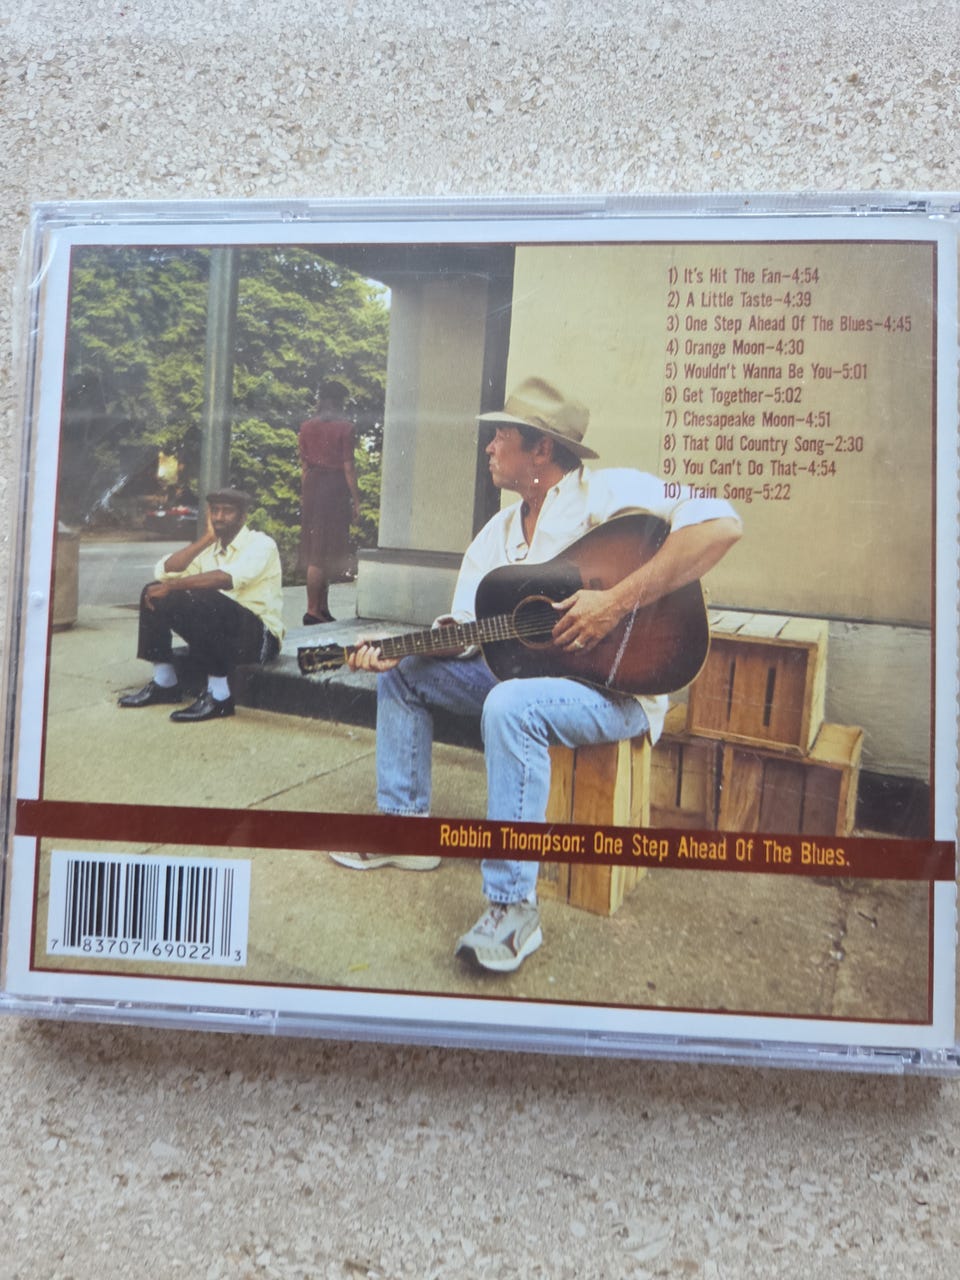 1) It's Hit The Fan–4:54
2) A Little Taste–4:39
3) One Step Ahead Of The Blues–4:45
4) Orange Moon–4:30
5) Wouldn't Wanna Be You–5:01
6) Get Together–5:02
7) Chesapeake Moon–4:51
8) That Old Country Song–2:30
9) You Can't Do That–4:54
10) Train Song–5:22
Robbin Thompson: One Step Ahead Of The Blues.
7 83707 69022 3